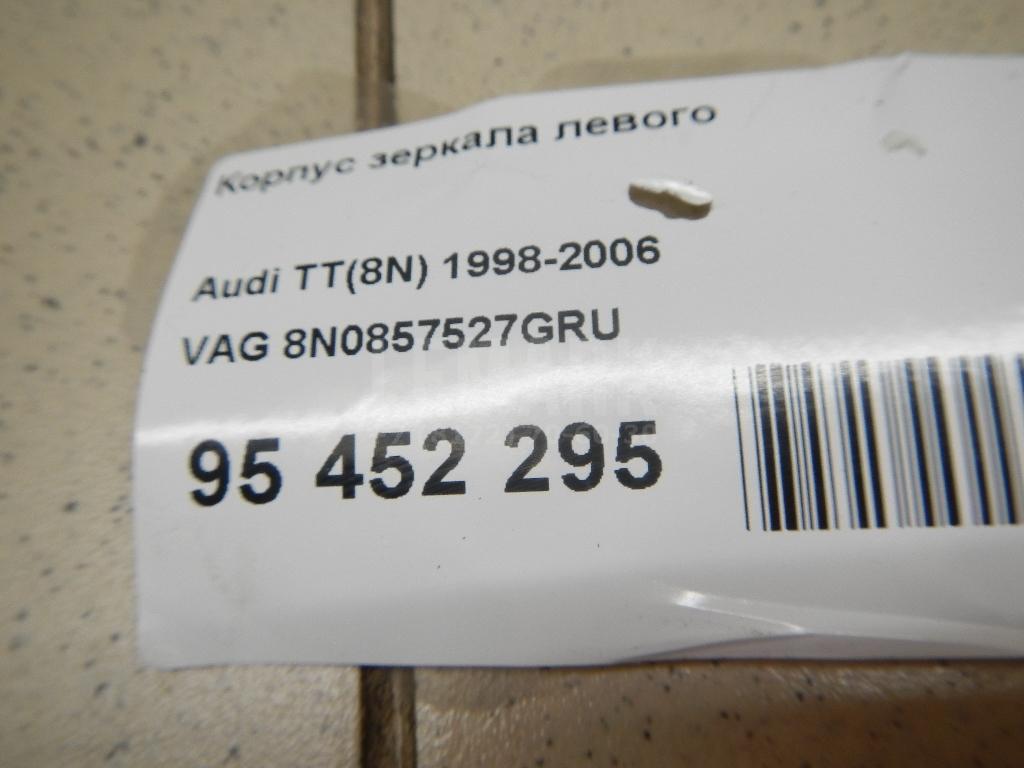 Корпус зеркала левого
Audi TT(8N) 1998-2006
VAG 8N0857527GRU
95 452 295